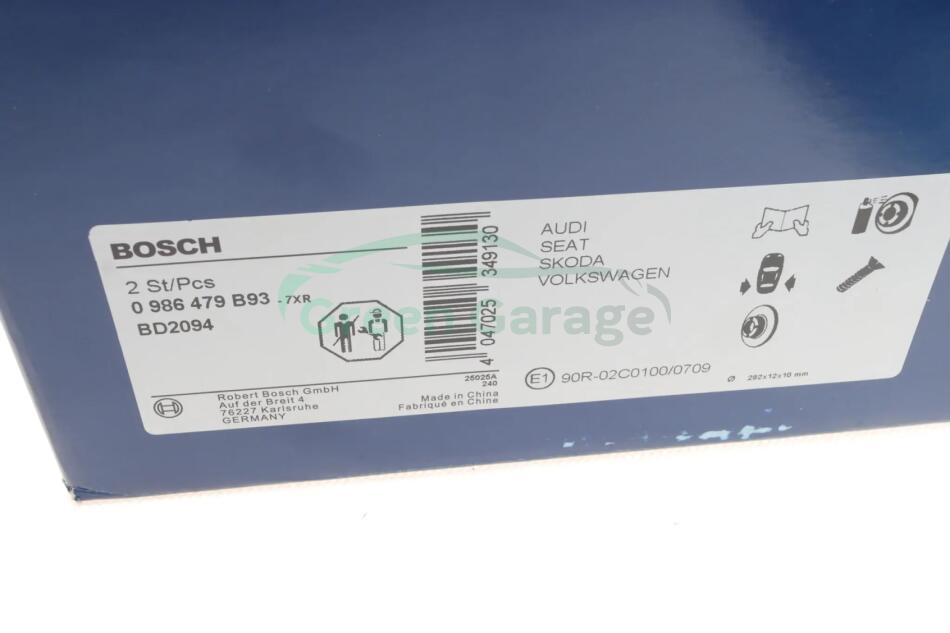 BOSCH
2 St/Pcs
0 986 479 B93 - 7XR
BD2094
Robert Bosch GmbH
Auf der Breit 4
76227 Karlsruhe
GERMANY
4 047025 349130
25025A
240
Made in China
Fabriqué en Chine
AUDI
SEAT
SKODA
VOLKSWAGEN
E1 90R-02C0100/0709
Ø 282x12x10 mm
Green Garage